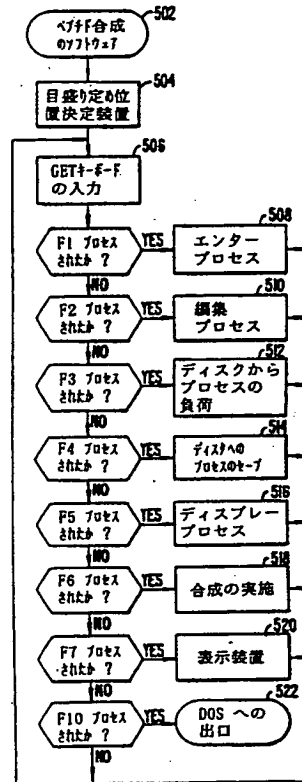 502
ペプチド合成
のソフトウェア
504
目盛り定め位
置決定装置
506
GETキーボード
の入力
F1 プロセス
されたか ?
YES
508
エンター
プロセス
NO
F2 プロセス
されたか ?
YES
510
編集
プロセス
NO
F3 プロセス
されたか ?
YES
512
ディスクから
プロセスの
負荷
NO
F4 プロセス
されたか ?
YES
514
ディスクへの
プロセスのセーブ
NO
F5 プロセス
されたか ?
YES
516
ディスプレー
プロセス
NO
F6 プロセス
されたか ?
YES
518
合成の実施
NO
F7 プロセス
されたか ?
YES
520
表示装置
NO
F10 プロセス
されたか ?
YES
522
DOS への
出口
NO